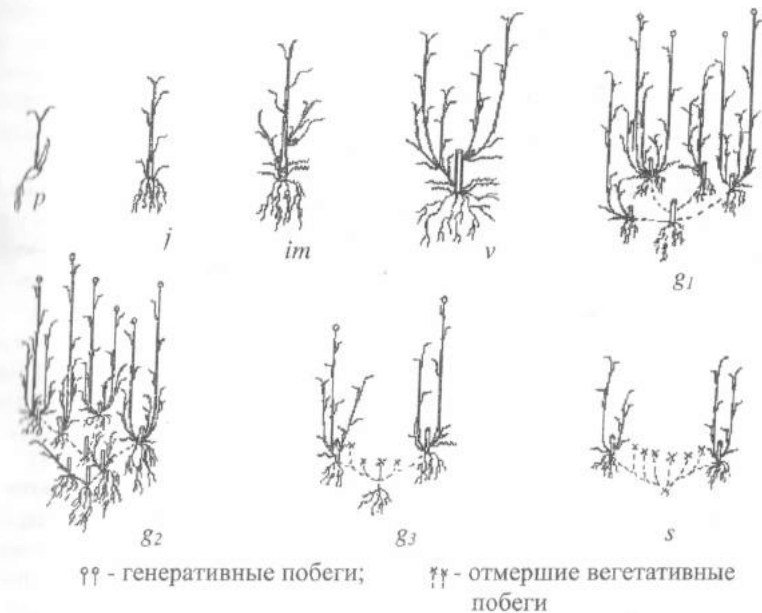 p
j
im
v
g1
g2
g3
s
- генеративные побеги;
- отмершие вегетативные
побеги